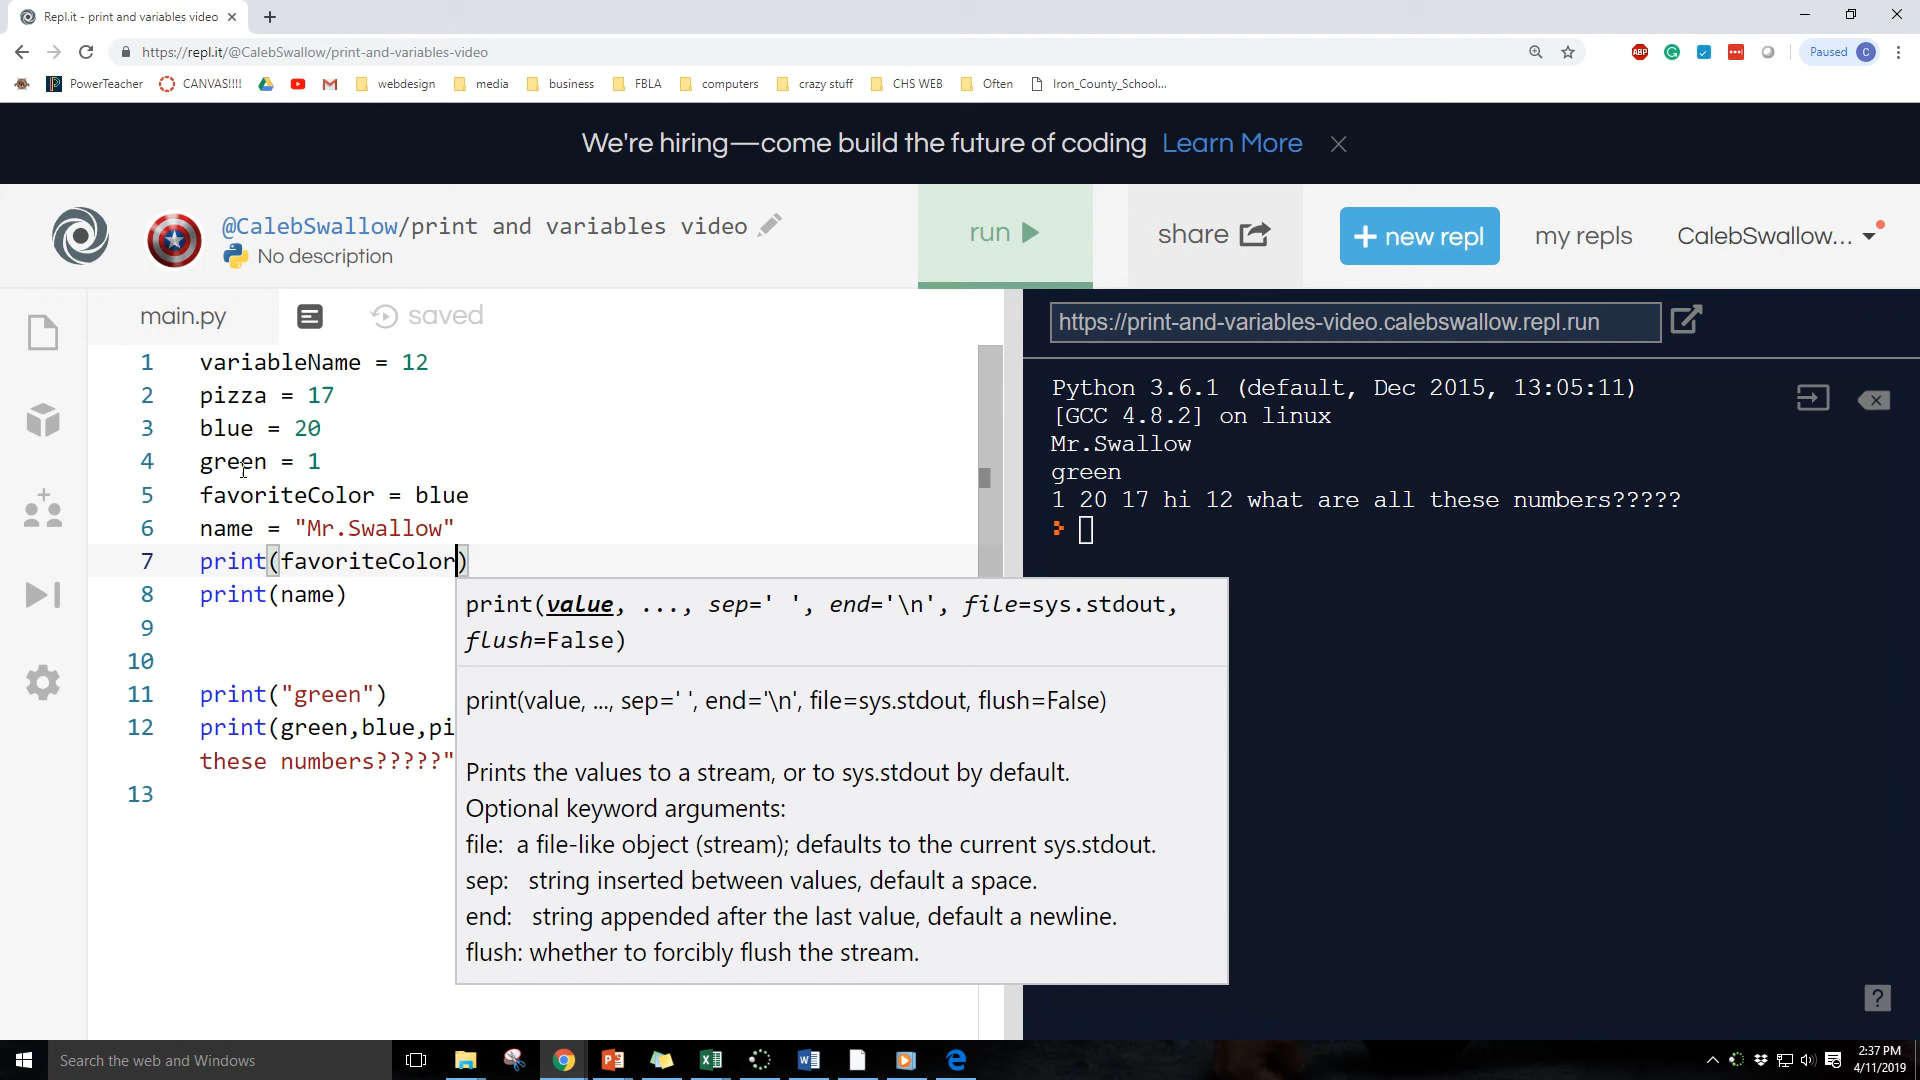 Repl.it - print and variables video
https://repl.it/@CalebSwallow/print-and-variables-video
ABP
Paused C
PowerTeacher CANVAS!!!! webdesign media business FBLA computers crazy stuff CHS WEB Often Iron_County_School...
We're hiring—come build the future of coding Learn More
@CalebSwallow/print and variables video
No description
run
share
+ new repl
my repls
CalebSwallow...
main.py
saved
1 variableName = 12
2 pizza = 17
3 blue = 20
4 green = 1
5 favoriteColor = blue
6 name = "Mr.Swallow"
7 print(favoriteColor)
8 print(name)
9
10
11 print("green")
12 print(green,blue,pi
these numbers?????"
13
print(value, ..., sep=' ', end='\n', file=sys.stdout,
flush=False)
print(value, ..., sep=' ', end='\n', file=sys.stdout, flush=False)
Prints the values to a stream, or to sys.stdout by default.
Optional keyword arguments:
file: a file-like object (stream); defaults to the current sys.stdout.
sep: string inserted between values, default a space.
end: string appended after the last value, default a newline.
flush: whether to forcibly flush the stream.
https://print-and-variables-video.calebswallow.repl.run
Python 3.6.1 (default, Dec 2015, 13:05:11)
[GCC 4.8.2] on linux
Mr.Swallow
green
1 20 17 hi 12 what are all these numbers?????
?
Search the web and Windows
2:37 PM
4/11/2019